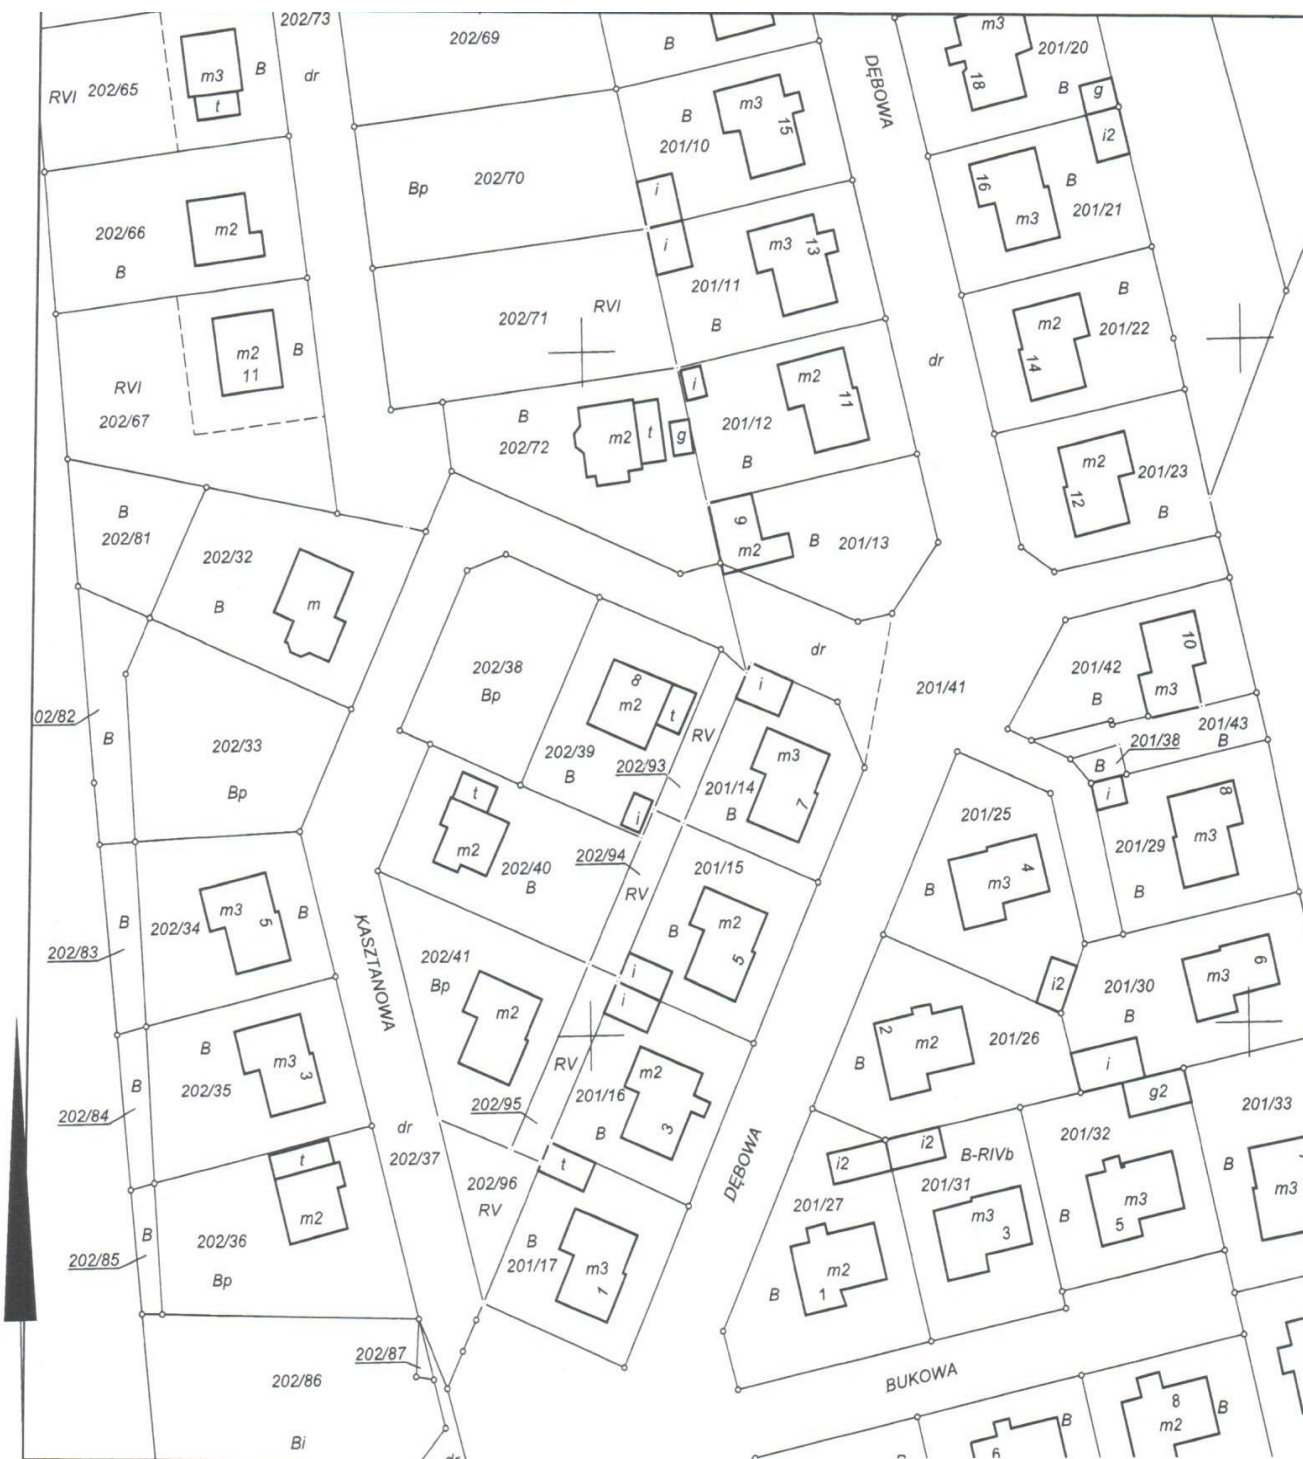 202/73
202/69
B
m3
201/20
m3
B
202/65
RVI
t
dr
DĘBOWA
18
B
g
i2
B
m3
15
201/10
Bp
202/70
i
16
B
m3
201/21
202/66
m2
B
i
m3
13
201/11
B
B
m2
201/22
14
202/71
RVI
dr
m2
11
B
RVI
202/67
i
m2
11
B
202/72
m2
t
g
201/12
B
m2
201/23
12
B
B
202/81
9
m2
B
201/13
202/32
B
m
dr
10
201/42
B
m3
202/38
Bp
8
m2
t
i
201/41
02/82
B
202/33
Bp
RV
201/43
B
201/38
B
202/39
B
202/93
m3
201/14
B
7
i
8
m3
201/29
B
t
m2
i
201/25
B
m3
4
202/40
B
202/94
RV
201/15
B
m2
5
m3
5
B
B
202/34
202/83
KASZTANOWA
202/41
Bp
m2
i
i
i2
m3
6
201/30
B
2
m2
B
201/26
B
m3
3
B
202/35
202/84
RV
m2
201/16
3
B
202/95
i
g2
201/33
dr
202/37
DĘBOWA
t
m2
t
202/96
RV
i2
i2
B-RIVb
201/32
B
m3
B
202/36
Bp
202/85
B
201/17
m3
1
201/27
B
m2
1
201/31
m3
3
B
m3
5
202/87
202/86
Bi
BUKOWA
8
m2
B
B
6
B
dr